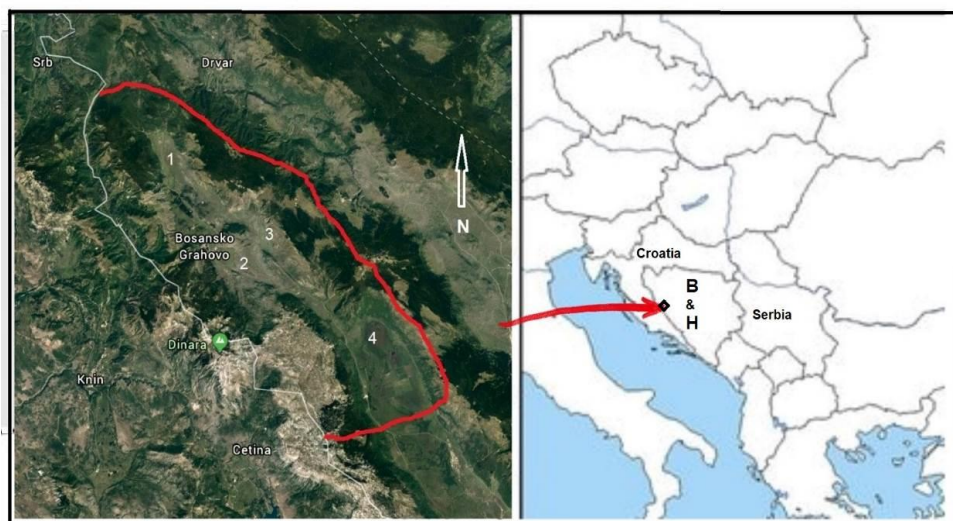 Srb
Drvar
1
N
3
Bosansko
Grahovo
2
4
Dinara
Knin
Cetina
Croatia
B
&
H
Serbia